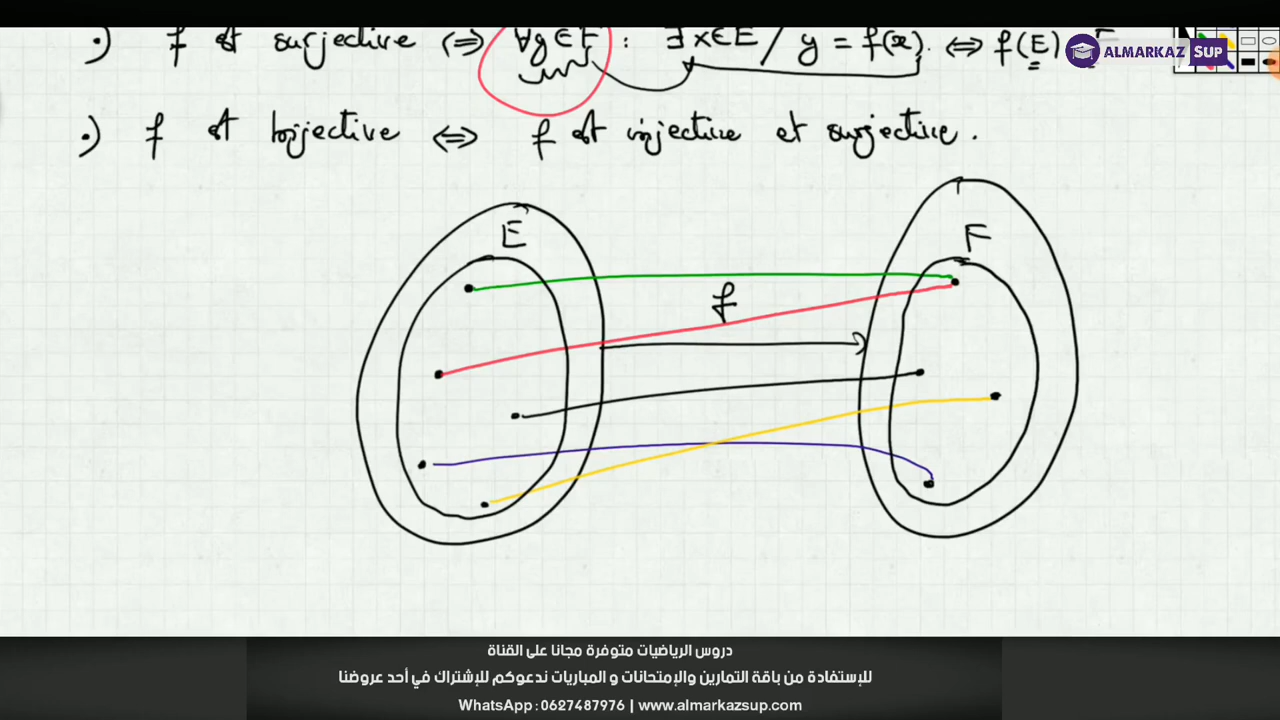 •) f est surjective ⟺ ∀y∈F : ∃ x∈E / y = f(x). ⟺ f(E)
ALMARKAZ SUP
•) f est bijective ⟺ f est injective et surjective.
E
F
f
دروس الرياضيات متوفرة مجانا على القناة
للإستفادة من باقة التمارين والإمتحانات و المباريات ندعوكم للإشتراك في أحد عروضنا
WhatsApp : 0627487976 | www.almarkazsup.com